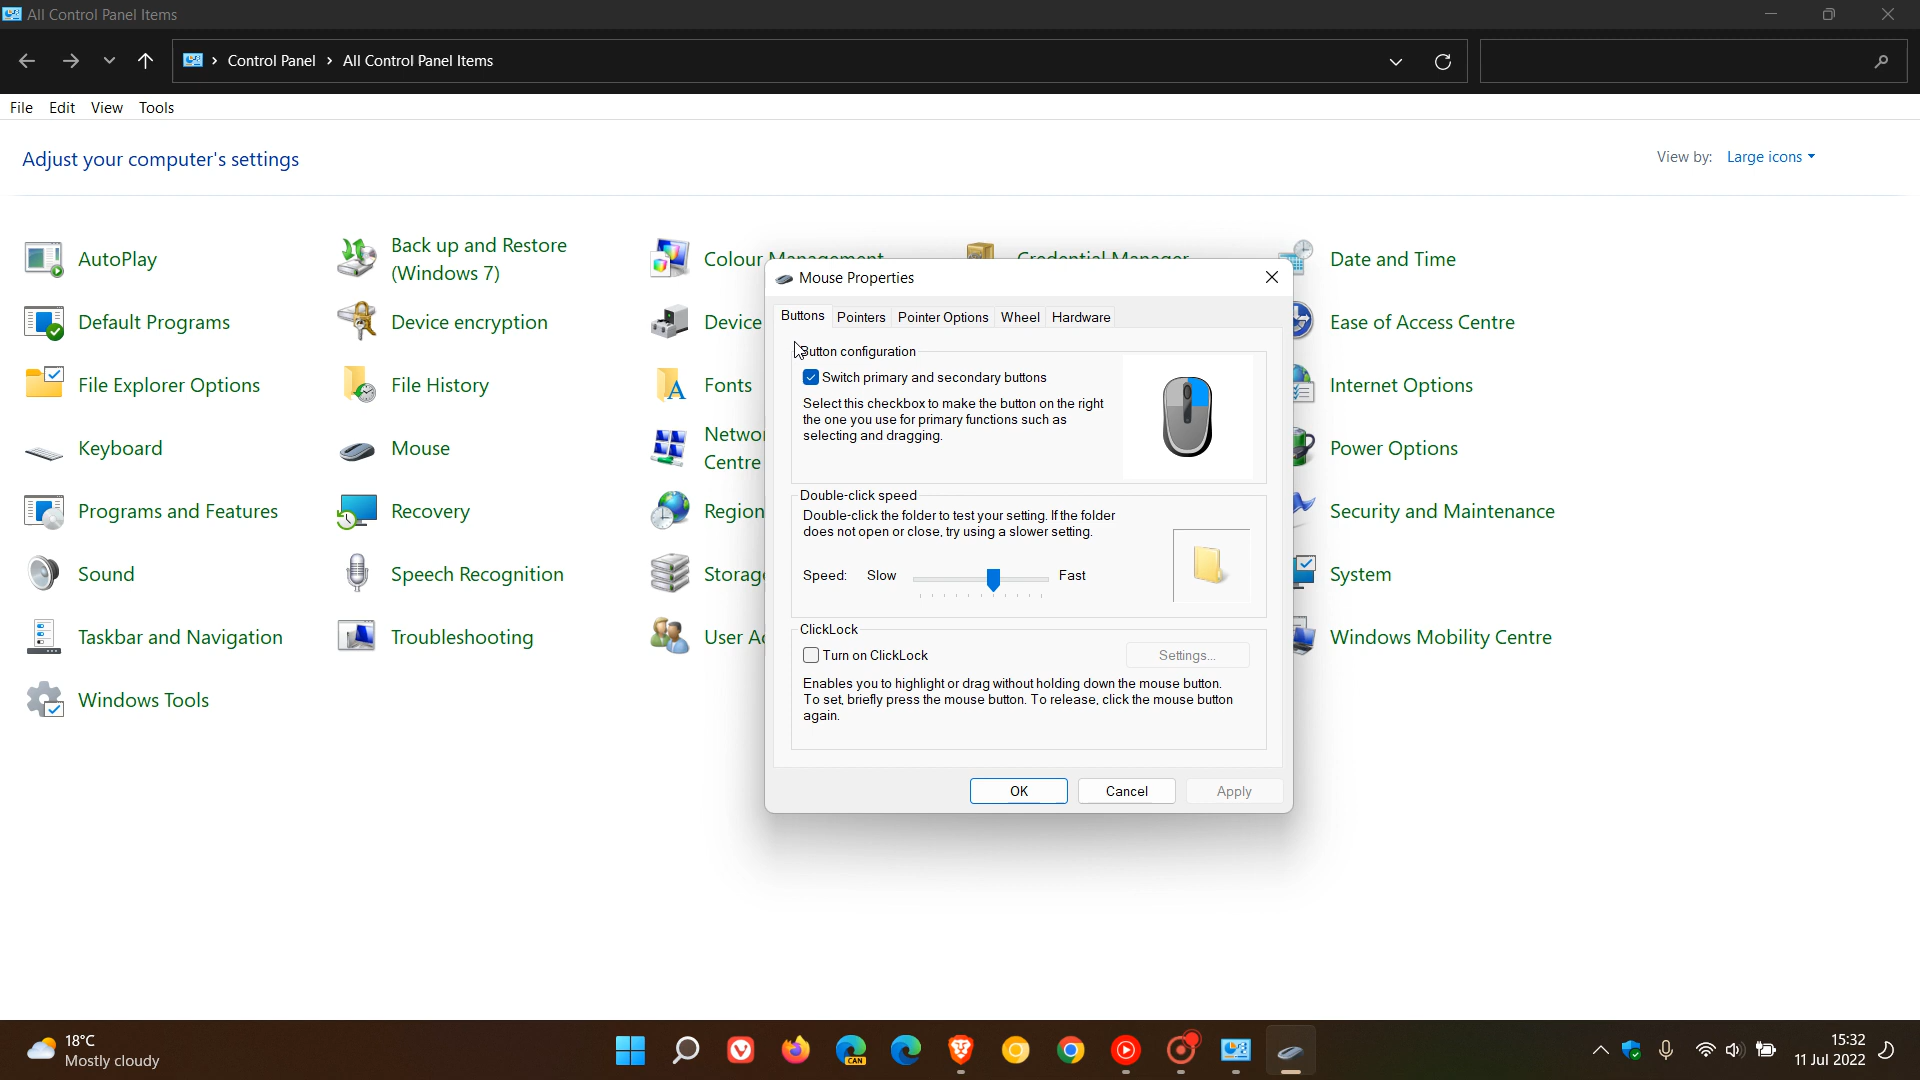 All Control Panel Items
Control Panel › All Control Panel Items
File Edit View Tools
Adjust your computer's settings
View by: Large icons
AutoPlay
Back up and Restore
(Windows 7)
Colour Management
Credential Manager
Date and Time
Default Programs
Device encryption
Device
Ease of Access Centre
File Explorer Options
File History
Fonts
Internet Options
Keyboard
Mouse
Networ
Centre
Power Options
Programs and Features
Recovery
Region
Security and Maintenance
Sound
Speech Recognition
Storag
System
Taskbar and Navigation
Troubleshooting
User A
Windows Mobility Centre
Windows Tools
Mouse Properties
Buttons Pointers Pointer Options Wheel Hardware
Button configuration
Switch primary and secondary buttons
Select this checkbox to make the button on the right
the one you use for primary functions such as
selecting and dragging.
Double-click speed
Double-click the folder to test your setting. If the folder
does not open or close, try using a slower setting.
Speed: Slow Fast
ClickLock
Turn on ClickLock
Settings...
Enables you to highlight or drag without holding down the mouse button.
To set, briefly press the mouse button. To release, click the mouse button
again.
OK Cancel Apply
18°C
Mostly cloudy
CAN
15:32
11 Jul 2022